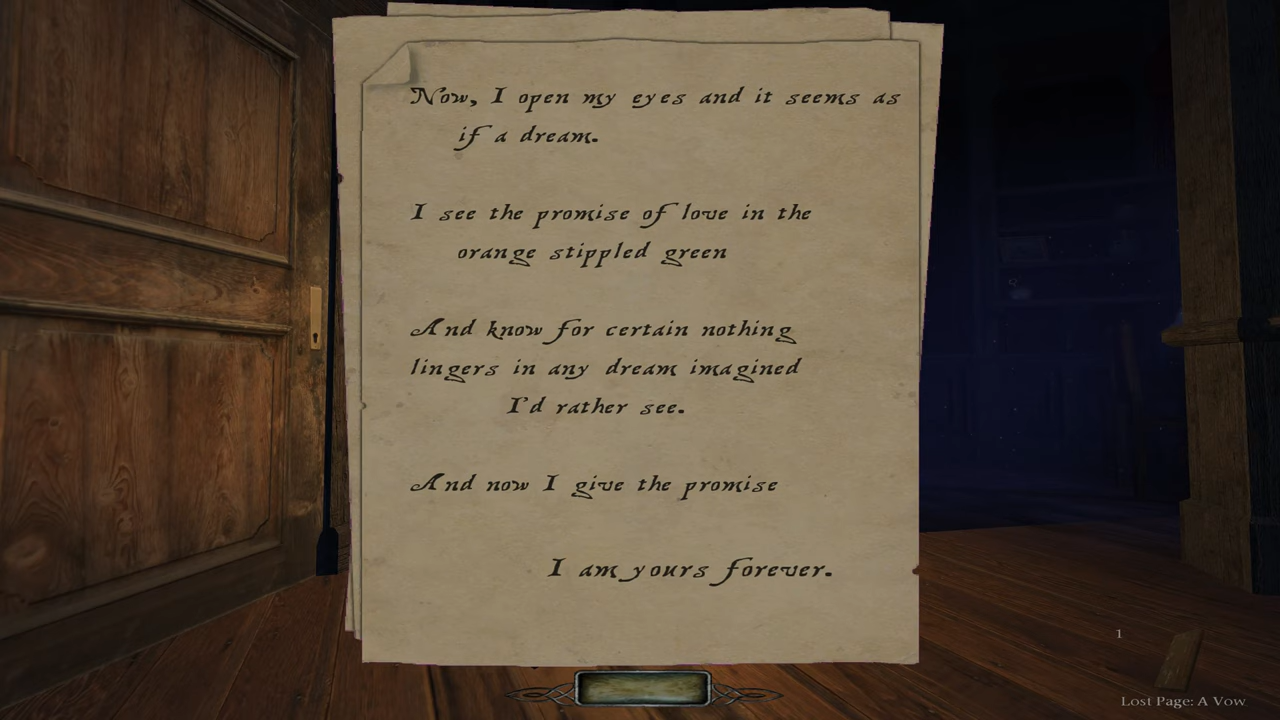 Now, I open my eyes and it seems as
if a dream.
I see the promise of love in the
orange stippled green
And know for certain nothing
lingers in any dream imagined
I'd rather see.
And now I give the promise
I am yours forever.
1
Lost Page: A Vow